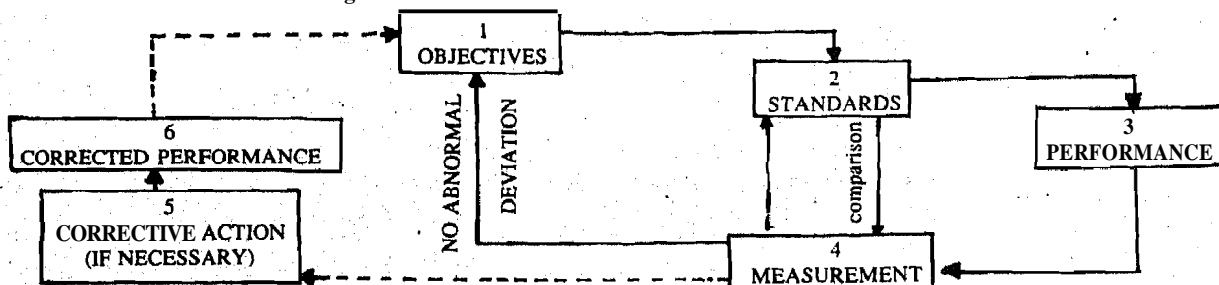 1
OBJECTIVES
2
STANDARDS
3
PERFORMANCE
comparison
4
MEASUREMENT
NO ABNORMAL
DEVIATION
5
CORRECTIVE ACTION
(IF NECESSARY)
6
CORRECTED PERFORMANCE